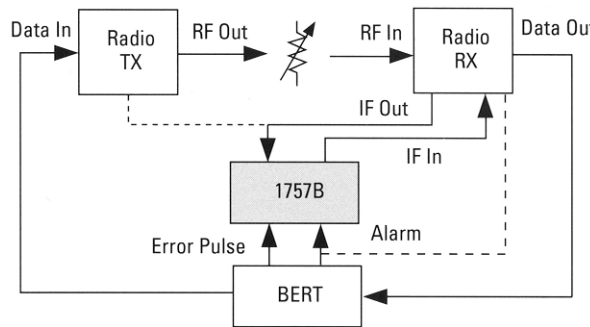 Data In
Radio
TX
RF Out
RF In
Radio
RX
Data Out
IF Out
IF In
1757B
Error Pulse
Alarm
BERT